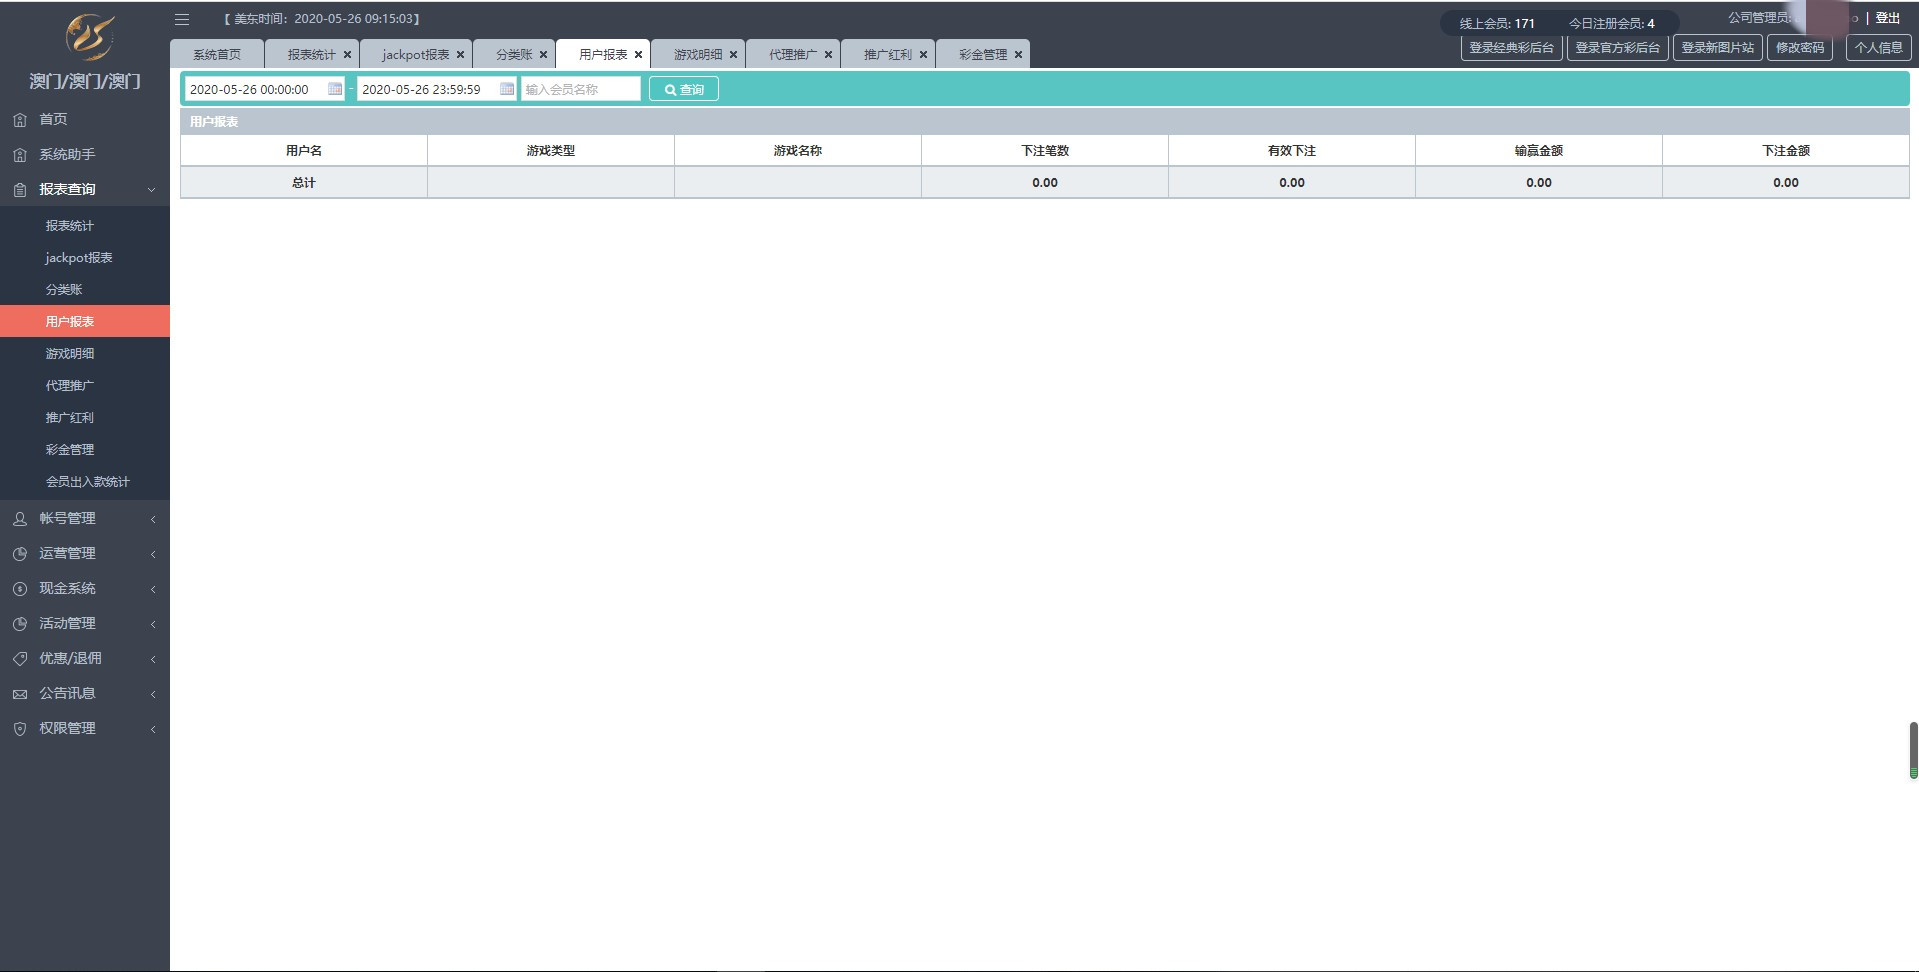 【 美东时间：2020-05-26 09:15:03】
线上会员: 171 今日注册会员: 4
公司管理员: | 登出
登录经典彩后台 登录官方彩后台 登录新图片站 修改密码 个人信息
系统首页 报表统计 jackpot报表 分类账 用户报表 游戏明细 代理推广 推广红利 彩金管理
澳门/澳门/澳门
首页
系统助手
报表查询
报表统计
jackpot报表
分类账
用户报表
游戏明细
代理推广
推广红利
彩金管理
会员出入款统计
帐号管理
运营管理
现金系统
活动管理
优惠/退佣
公告讯息
权限管理
2020-05-26 00:00:00 - 2020-05-26 23:59:59 输入会员名称 查询
用户报表
用户名 游戏类型 游戏名称 下注笔数 有效下注 输赢金额 下注金额
总计 0.00 0.00 0.00 0.00